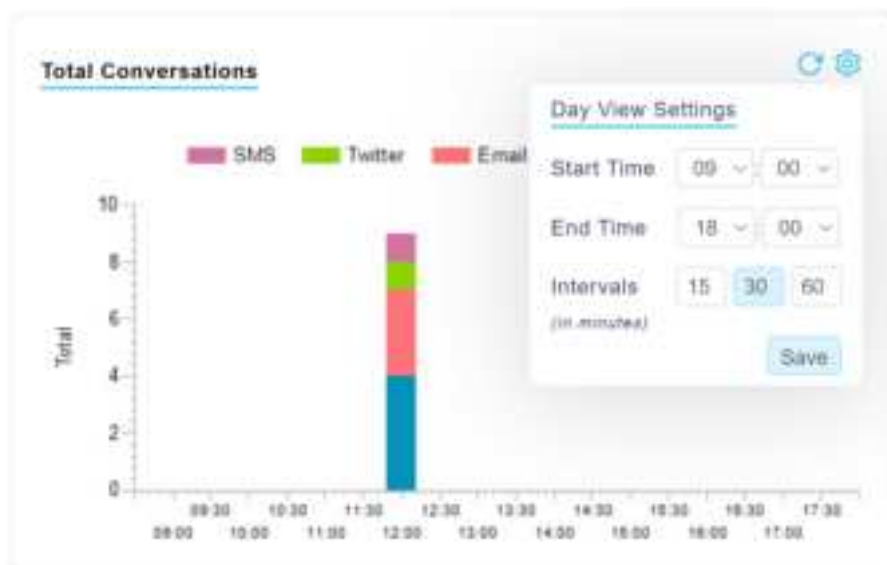 Total Conversations
SMS Twitter Email
Day View Settings
Start Time 09 : 00
End Time 18 : 00
Intervals 15 30 60
(in minutes)
Save
Total
10
8
6
4
2
0
09:30 10:30 11:30 12:30 13:30 14:30 15:30 16:30 17:30
09:00 10:00 11:00 12:00 13:00 14:00 15:00 16:00 17:00